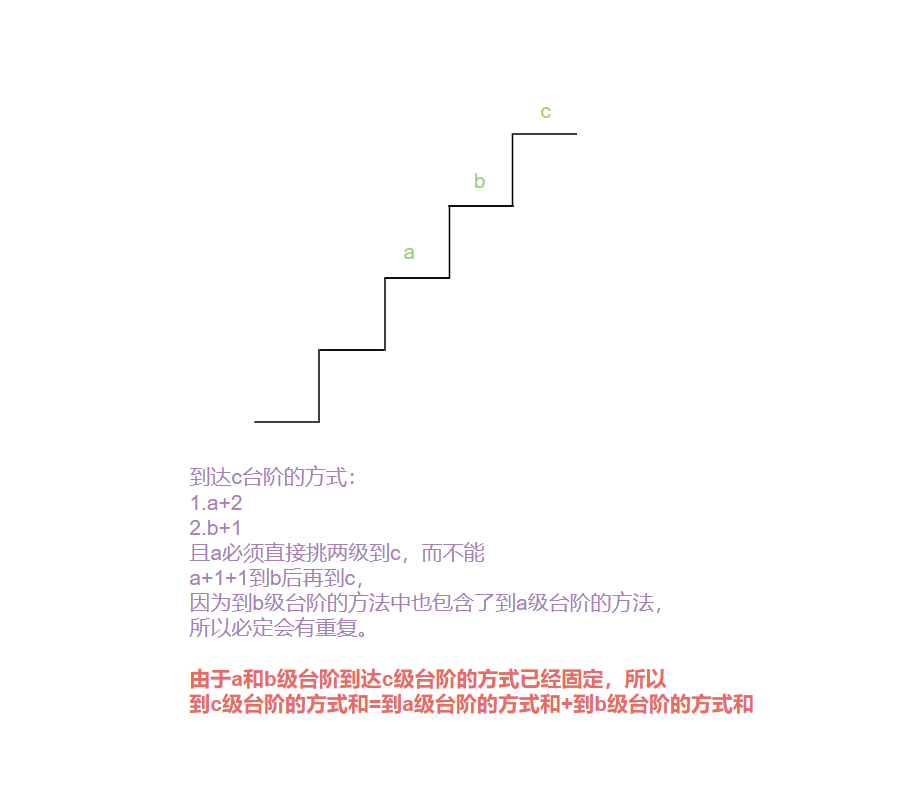 c
b
a
到达c台阶的方式：
1.a+2
2.b+1
且a必须直接挑两级到c，而不能
a+1+1到b后再到c，
因为到b级台阶的方法中也包含了到a级台阶的方法，
所以必定会有重复。
由于a和b级台阶到达c级台阶的方式已经固定，所以
到c级台阶的方式和=到a级台阶的方式和+到b级台阶的方式和